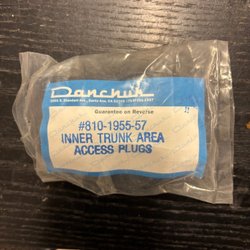 Danchuk
Guarantee on Reverse
#810-1955-57
INNER TRUNK AREA
ACCESS PLUGS